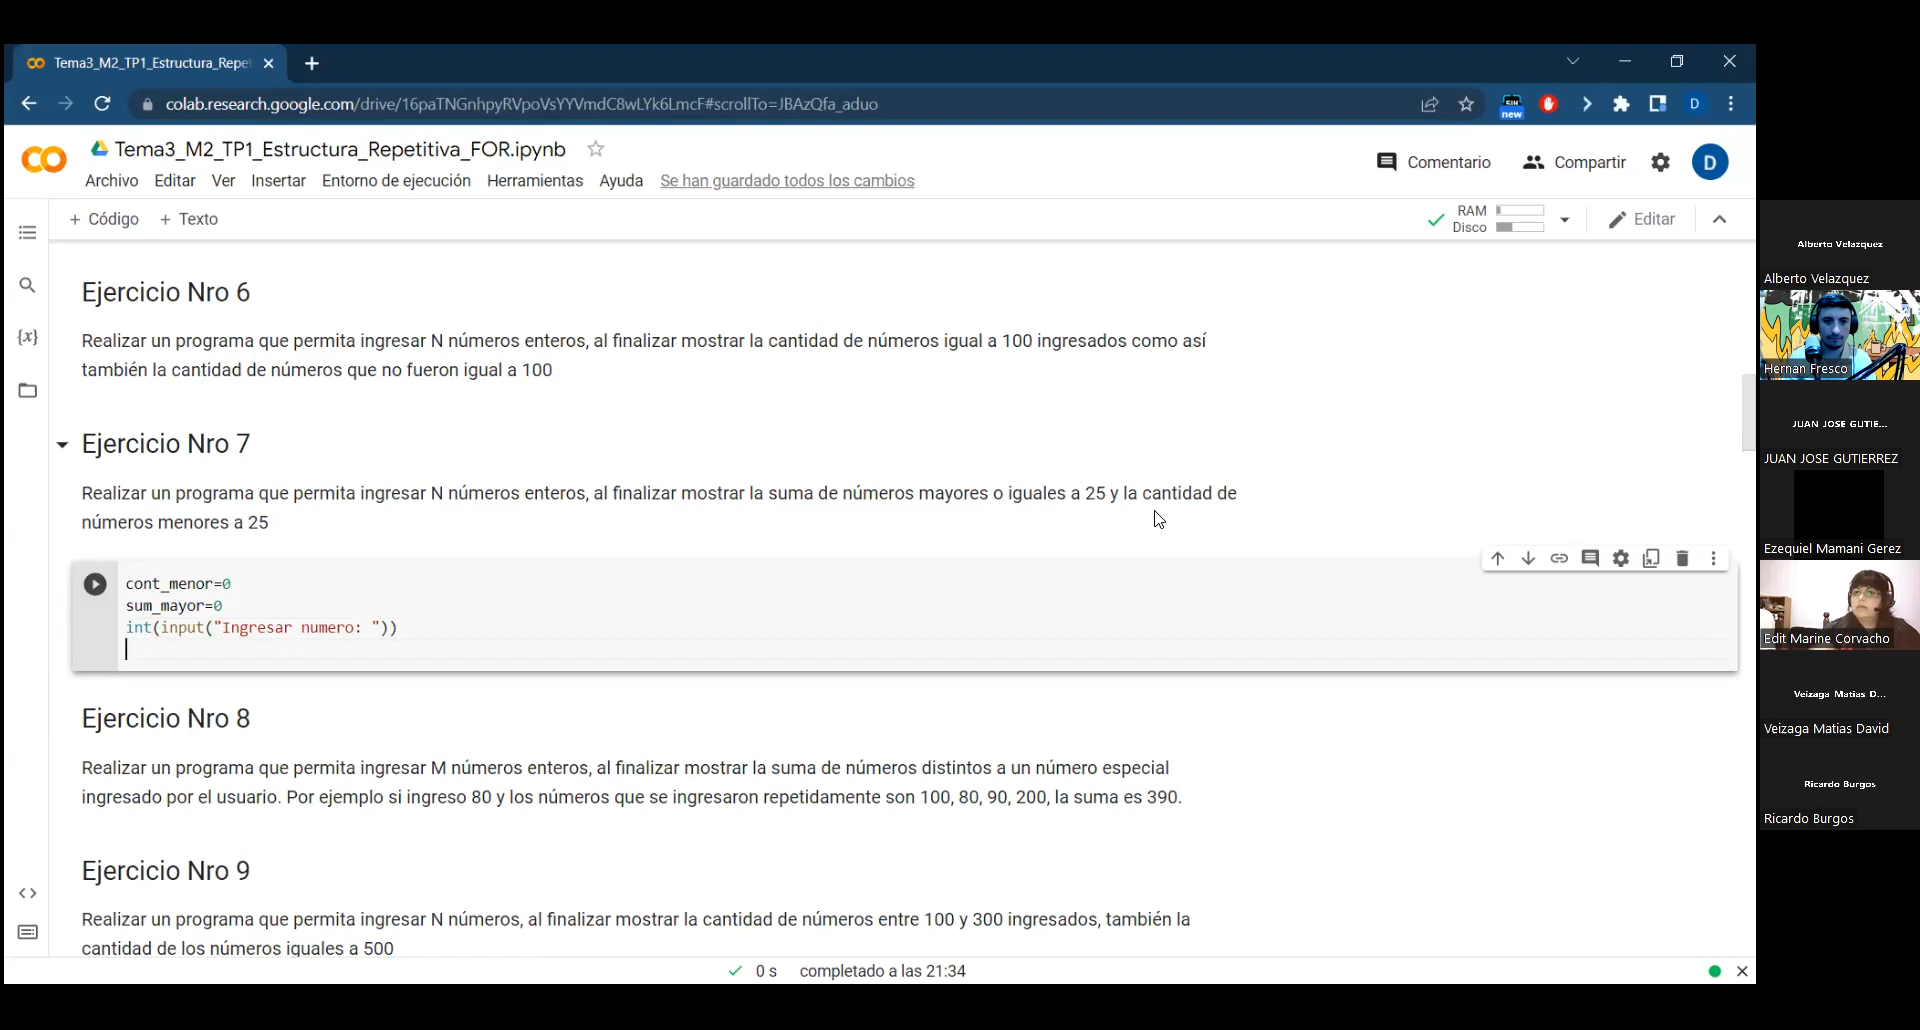 Tema3_M2_TP1_Estructura_Repet
colab.research.google.com/drive/16paTNGnhpyRVpoVsYYVmdC8wLYk6LmcF#scrollTo=JBAzQfa_aduo
new
D
Tema3_M2_TP1_Estructura_Repetitiva_FOR.ipynb
Comentario
Compartir
D
Archivo Editar Ver Insertar Entorno de ejecución Herramientas Ayuda Se han guardado todos los cambios
+ Código + Texto
RAM
Disco
Editar
Ejercicio Nro 6
Realizar un programa que permita ingresar N números enteros, al finalizar mostrar la cantidad de números igual a 100 ingresados como así
también la cantidad de números que no fueron igual a 100
Ejercicio Nro 7
Realizar un programa que permita ingresar N números enteros, al finalizar mostrar la suma de números mayores o iguales a 25 y la cantidad de
números menores a 25
cont_menor=0
sum_mayor=0
int(input("Ingresar numero: "))
Ejercicio Nro 8
Realizar un programa que permita ingresar M números enteros, al finalizar mostrar la suma de números distintos a un número especial
ingresado por el usuario. Por ejemplo si ingreso 80 y los números que se ingresaron repetidamente son 100, 80, 90, 200, la suma es 390.
Ejercicio Nro 9
Realizar un programa que permita ingresar N números, al finalizar mostrar la cantidad de números entre 100 y 300 ingresados, también la
cantidad de los números iguales a 500
0 s completado a las 21:34
Alberto Velazquez
Alberto Velazquez
Hernan Fresco
JUAN JOSE GUTIE...
JUAN JOSE GUTIERREZ
Ezequiel Mamani Gerez
Edit Marine Corvacho
Veizaga Matias D...
Veizaga Matias David
Ricardo Burgos
Ricardo Burgos